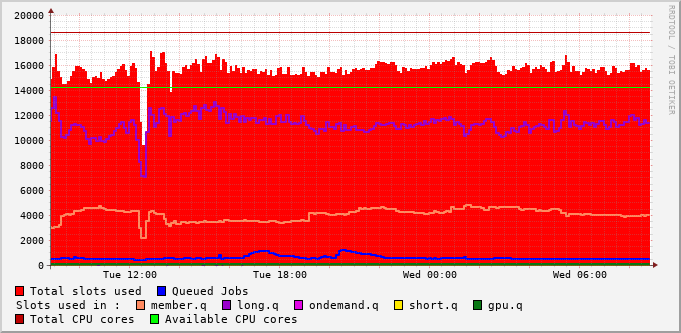 20000
18000
16000
14000
12000
10000
8000
6000
4000
2000
0
Tue 12:00 Tue 18:00 Wed 00:00 Wed 06:00
RRDTOOL / TOBI OETIKER
Total slots used Queued Jobs
Slots used in : member.q long.q ondemand.q short.q gpu.q
Total CPU cores Available CPU cores